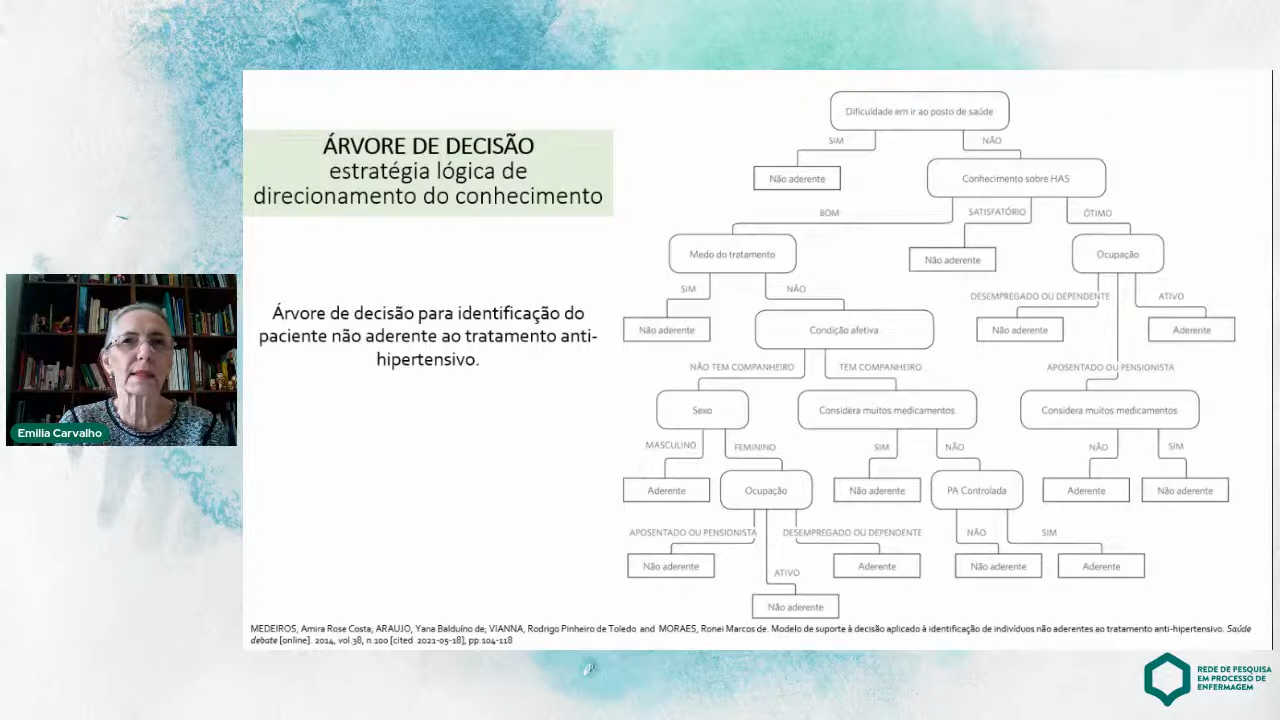 ÁRVORE DE DECISÃO
estratégia lógica de
direcionamento do conhecimento
Árvore de decisão para identificação do
paciente não aderente ao tratamento anti-
hipertensivo.
Emilia Carvalho
Dificuldade em ir ao posto de saúde
SIM
NÃO
Não aderente
Conhecimento sobre HAS
BOM
SATISFATÓRIO
ÓTIMO
Medo do tratamento
Não aderente
Ocupação
SIM
NÃO
DESEMPREGADO OU DEPENDENTE
ATIVO
Não aderente
Condição afetiva
Não aderente
Aderente
NÃO TEM COMPANHEIRO
TEM COMPANHEIRO
APOSENTADO OU PENSIONISTA
Sexo
Considera muitos medicamentos
Considera muitos medicamentos
MASCULINO
FEMININO
SIM
NÃO
NÃO
SIM
Aderente
Ocupação
Não aderente
PA Controlada
Aderente
Não aderente
APOSENTADO OU PENSIONISTA
DESEMPREGADO OU DEPENDENTE
NÃO
SIM
Não aderente
ATIVO
Aderente
Não aderente
Aderente
Não aderente
MEDEIROS, Amira Rose Costa; ARAUJO, Yana Balduíno de; VIANNA, Rodrigo Pinheiro de Toledo and MORAES, Ronei Marcos de. Modelo de suporte à decisão aplicado à identificação de indivíduos não aderentes ao tratamento anti-hipertensivo. Saúde
debate [online]. 2014, vol.38, n.100 [cited 2021-05-18], pp.104-118
REDE DE PESQUISA
EM PROCESSO DE
ENFERMAGEM